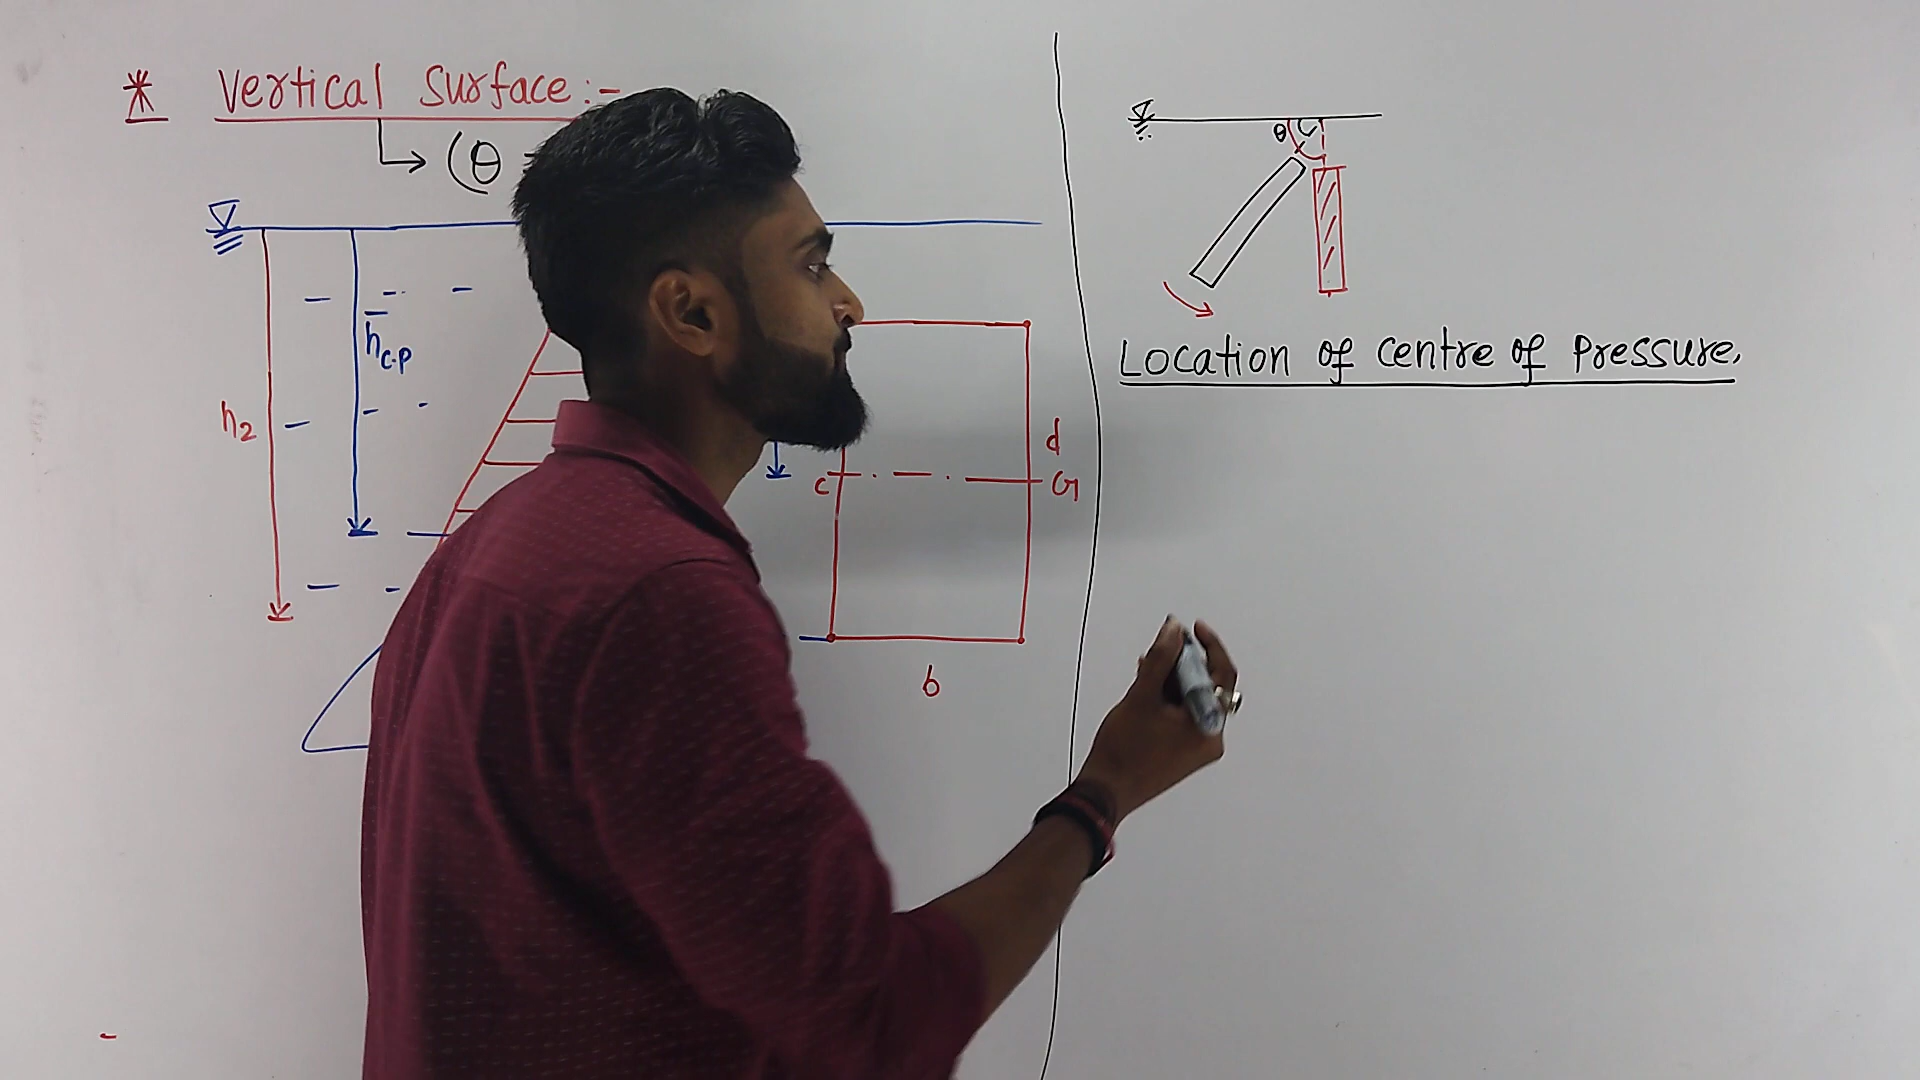 * Vertical Surface:-
(θ
h̄c.p
h2
d
c G
b
θ
Location of centre of Pressure.